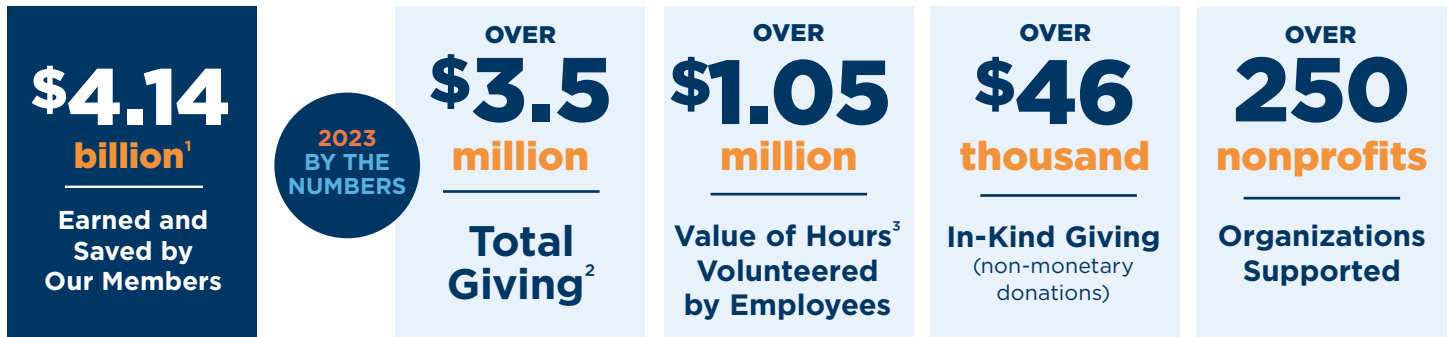 $4.14
billion¹
Earned and
Saved by
Our Members
2023
BY THE
NUMBERS
OVER
$3.5
million
Total
Giving²
OVER
$1.05
million
Value of Hours³
Volunteered
by Employees
OVER
$46
thousand
In-Kind Giving
(non-monetary
donations)
OVER
250
nonprofits
Organizations
Supported